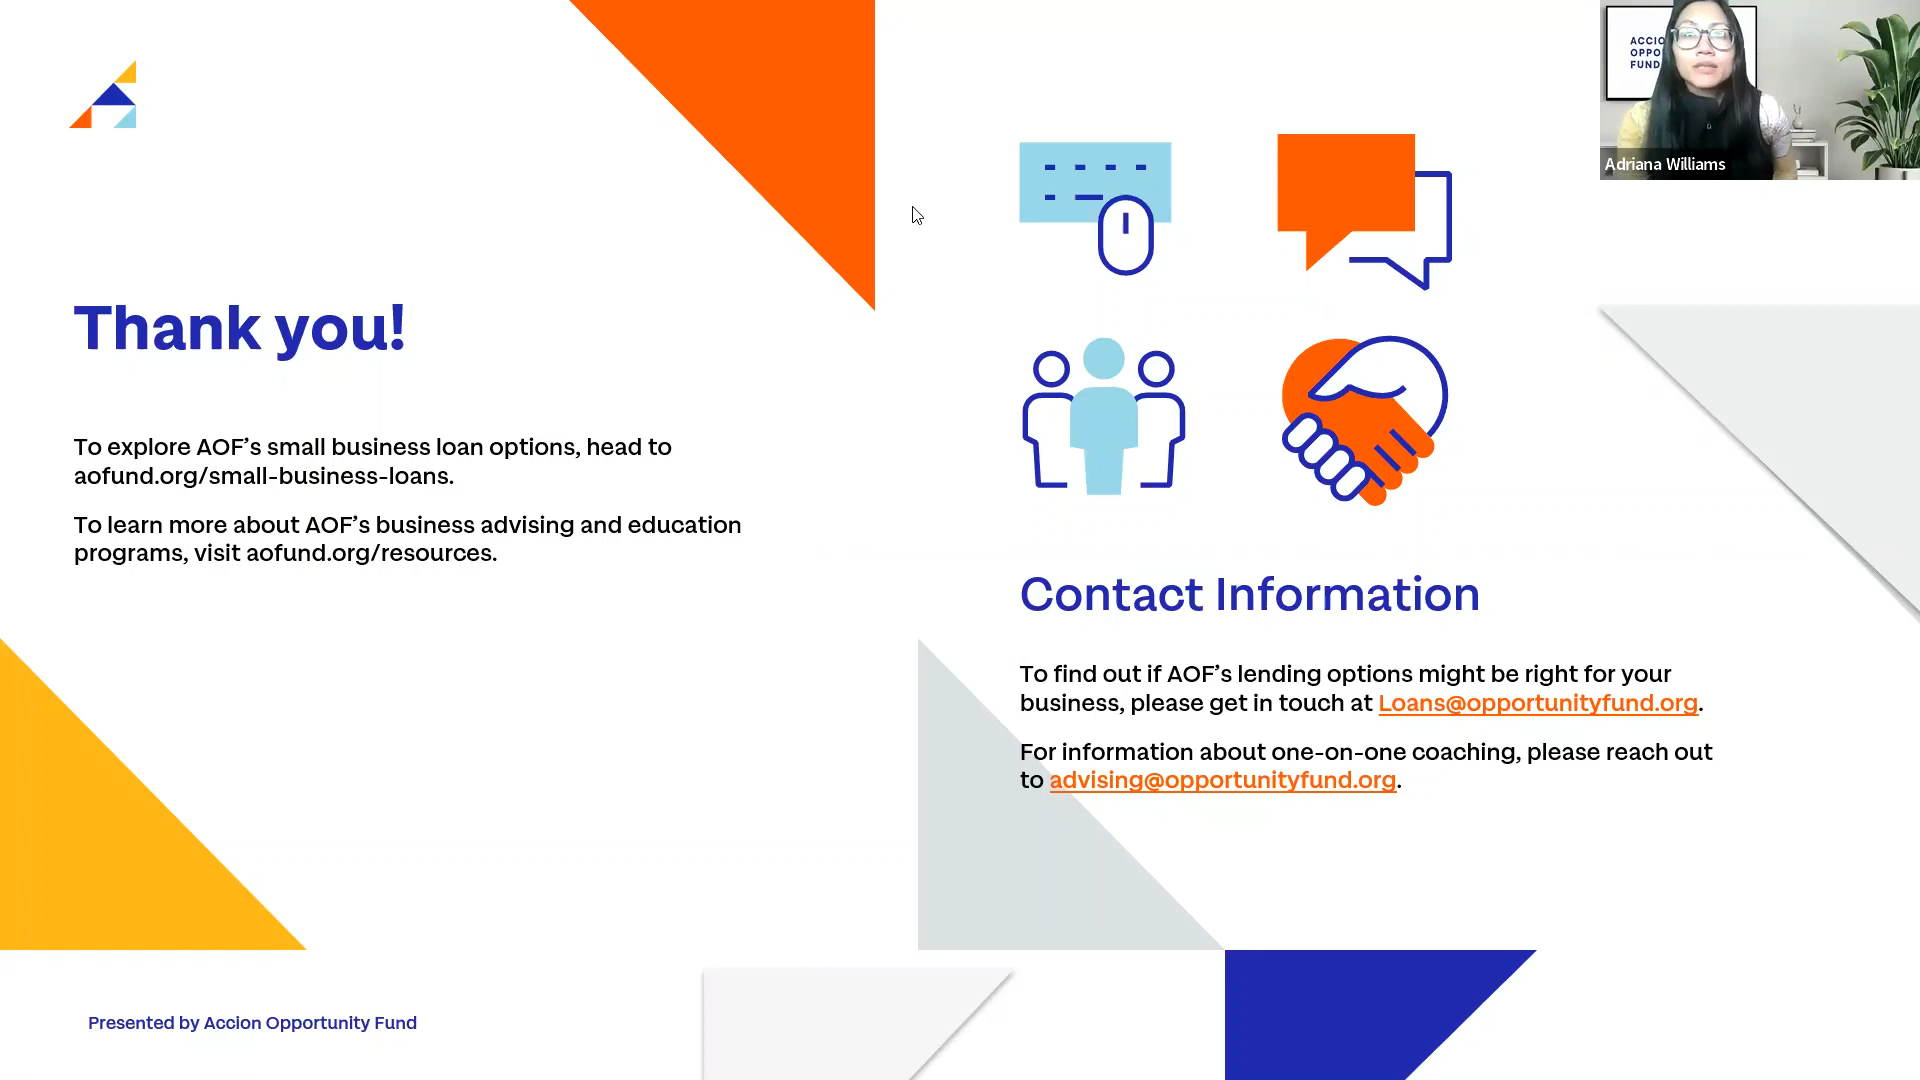 ACCIO
OPPO
FUND
Adriana Williams
Thank you!
To explore AOF’s small business loan options, head to
aofund.org/small-business-loans.
To learn more about AOF’s business advising and education
programs, visit aofund.org/resources.
Contact Information
To find out if AOF’s lending options might be right for your
business, please get in touch at Loans@opportunityfund.org.
For information about one-on-one coaching, please reach out
to advising@opportunityfund.org.
Presented by Accion Opportunity Fund